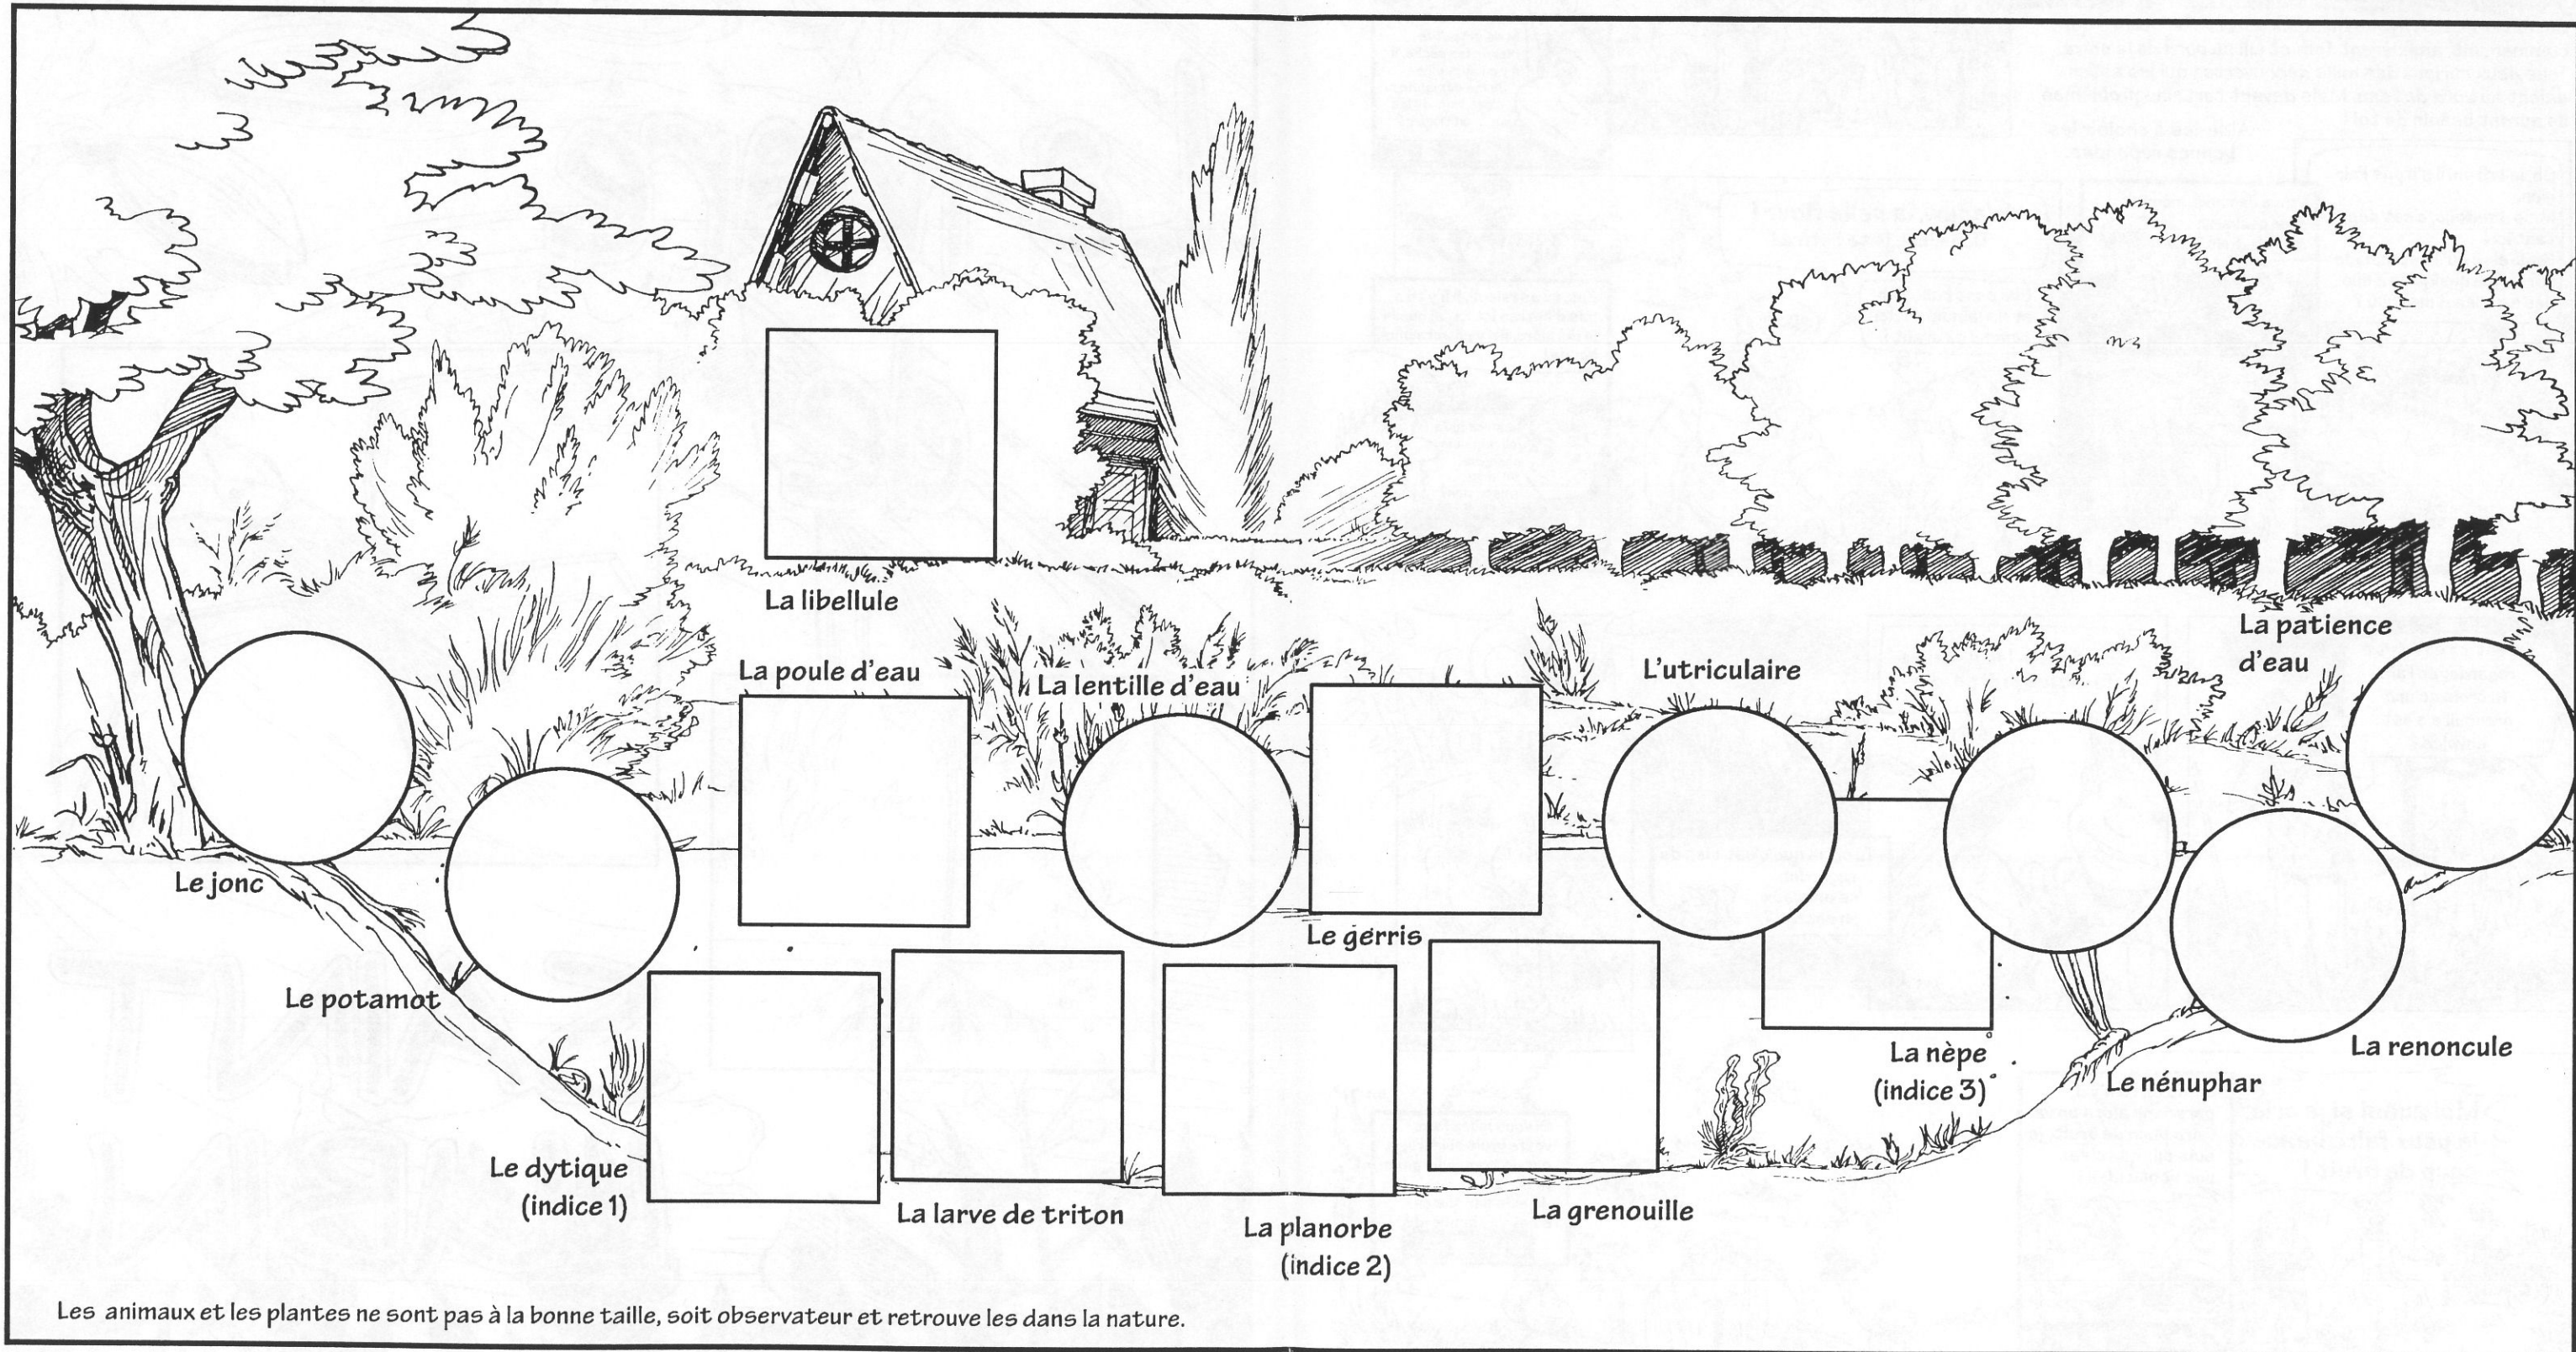 La libellule
La patience
d'eau
La poule d'eau
La lentille d'eau
L'utriculaire
Le jonc
Le gerris
Le potamot
La nèpe
(indice 3)
La renoncule
Le nénuphar
Le dytique
(indice 1)
La larve de triton
La planorbe
(indice 2)
La grenouille
Les animaux et les plantes ne sont pas à la bonne taille, soit observateur et retrouve les dans la nature.